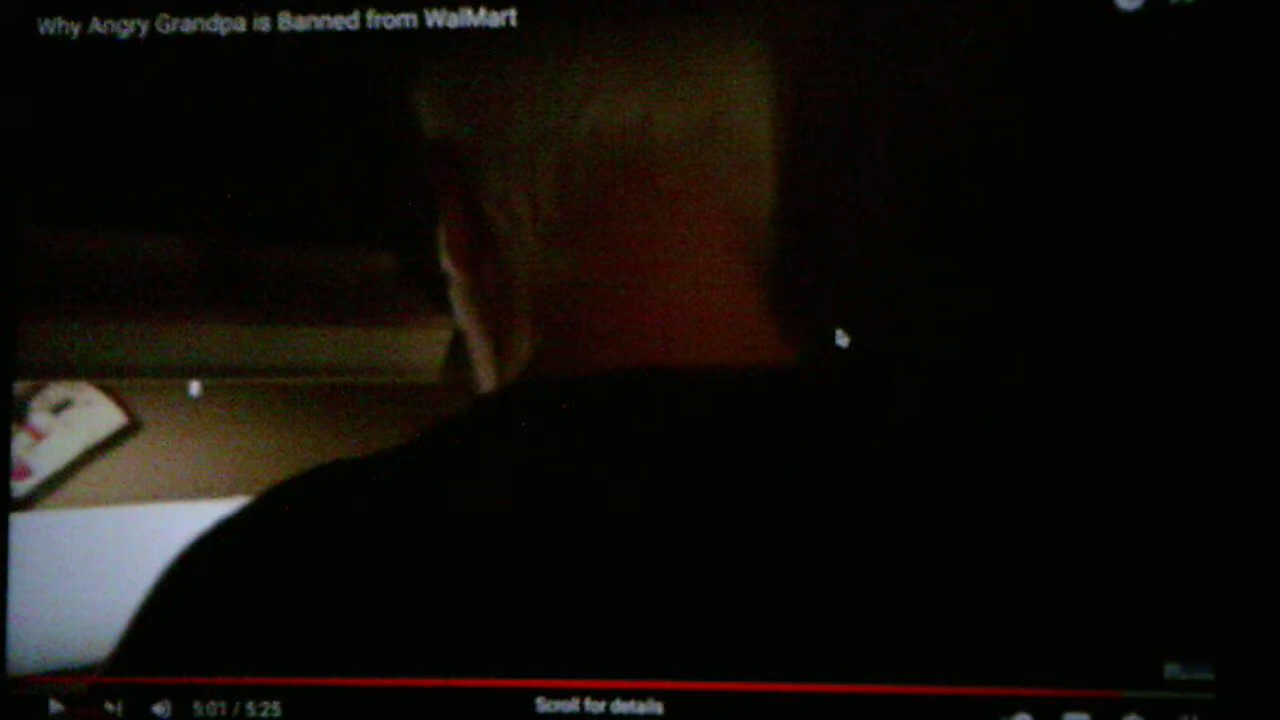 Why Angry Grandpa is Banned from WalMart
5:01 / 5:25
Scroll for details